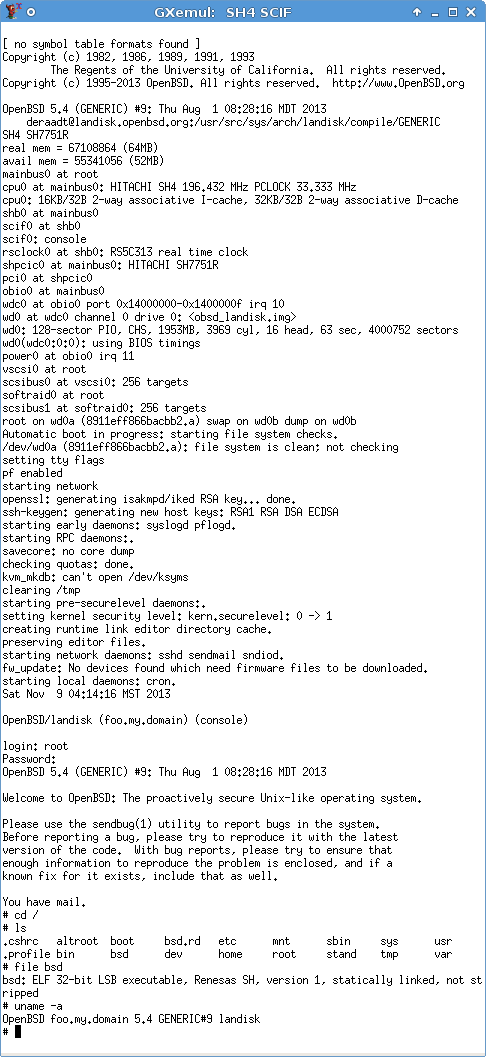 GXemul: SH4 SCIF
[ no symbol table formats found ]
Copyright (c) 1982, 1986, 1989, 1991, 1993
The Regents of the University of California.  All rights reserved.
Copyright (c) 1995-2013 OpenBSD. All rights reserved.  http://www.OpenBSD.org
OpenBSD 5.4 (GENERIC) #9: Thu Aug  1 08:28:16 MDT 2013
deraadt@landisk.openbsd.org:/usr/src/sys/arch/landisk/compile/GENERIC
SH4 SH7751R
real mem = 67108864 (64MB)
avail mem = 55341056 (52MB)
mainbus0 at root
cpu0 at mainbus0: HITACHI SH4 196.432 MHz PCLOCK 33.333 MHz
cpu0: 16KB/32B 2-way associative I-cache, 32KB/32B 2-way associative D-cache
shb0 at mainbus0
scif0 at shb0
scif0: console
rsclock0 at shb0: RS5C313 real time clock
shpcic0 at mainbus0: HITACHI SH7751R
pci0 at shpcic0
obio0 at mainbus0
wdc0 at obio0 port 0x14000000-0x1400000f irq 10
wd0 at wdc0 channel 0 drive 0: <obsd_landisk.img>
wd0: 128-sector PIO, CHS, 1953MB, 3969 cyl, 16 head, 63 sec, 4000752 sectors
wd0(wdc0:0:0): using BIOS timings
power0 at obio0 irq 11
vscsi0 at root
scsibus0 at vscsi0: 256 targets
softraid0 at root
scsibus1 at softraid0: 256 targets
root on wd0a (8911eff866bacbb2.a) swap on wd0b dump on wd0b
Automatic boot in progress: starting file system checks.
/dev/wd0a (8911eff866bacbb2.a): file system is clean; not checking
setting tty flags
pf enabled
starting network
openssl: generating isakmpd/iked RSA key... done.
ssh-keygen: generating new host keys: RSA1 RSA DSA ECDSA
starting early daemons: syslogd pflogd.
starting RPC daemons:.
savecore: no core dump
checking quotas: done.
kvm_mkdb: can't open /dev/ksyms
clearing /tmp
starting pre-securelevel daemons:.
setting kernel security level: kern.securelevel: 0 -> 1
creating runtime link editor directory cache.
preserving editor files.
starting network daemons: sshd sendmail sndiod.
fw_update: No devices found which need firmware files to be downloaded.
starting local daemons: cron.
Sat Nov  9 04:14:16 MST 2013
OpenBSD/landisk (foo.my.domain) (console)
login: root
Password:
OpenBSD 5.4 (GENERIC) #9: Thu Aug  1 08:28:16 MDT 2013
Welcome to OpenBSD: The proactively secure Unix-like operating system.
Please use the sendbug(1) utility to report bugs in the system.
Before reporting a bug, please try to reproduce it with the latest
version of the code.  With bug reports, please try to ensure that
enough information to reproduce the problem is enclosed, and if a
known fix for it exists, include that as well.
You have mail.
# cd /
# ls
.cshrc   altroot  boot     bsd.rd   etc      mnt      sbin     sys      usr
.profile bin      bsd      dev      home     root     stand    tmp      var
# file bsd
bsd: ELF 32-bit LSB executable, Renesas SH, version 1, statically linked, not st
ripped
# uname -a
OpenBSD foo.my.domain 5.4 GENERIC#9 landisk
#